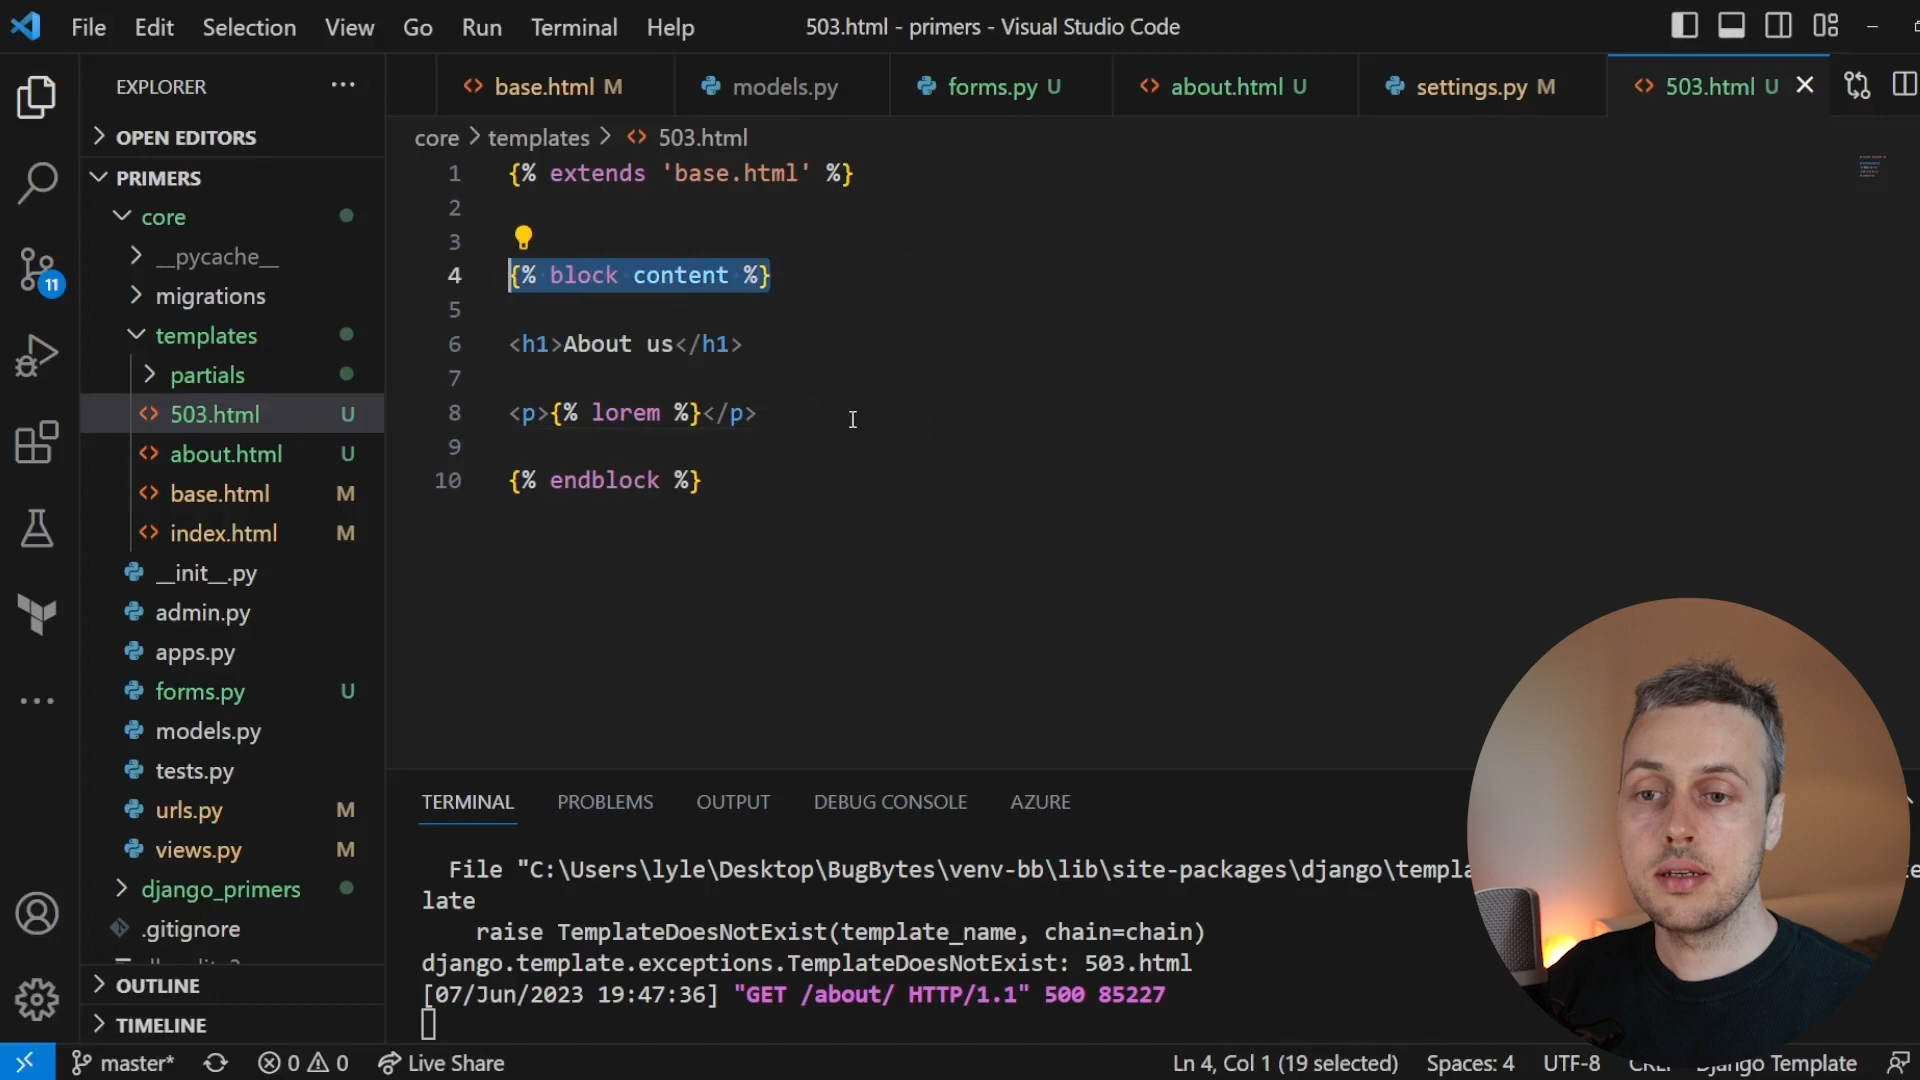 File Edit Selection View Go Run Terminal Help
503.html - primers - Visual Studio Code
EXPLORER
base.html M
models.py
forms.py U
about.html U
settings.py M
503.html U
OPEN EDITORS
PRIMERS
core
__pycache__
migrations
templates
partials
503.html U
about.html U
base.html M
index.html M
__init__.py
admin.py
apps.py
forms.py U
models.py
tests.py
urls.py M
views.py M
django_primers
.gitignore
OUTLINE
TIMELINE
11
core > templates > 503.html
1 {% extends 'base.html' %}
2
3
4 {% block content %}
5
6 <h1>About us</h1>
7
8 <p>{% lorem %}</p>
9
10 {% endblock %}
TERMINAL PROBLEMS OUTPUT DEBUG CONSOLE AZURE
File "C:\Users\lyle\Desktop\BugBytes\venv-bb\lib\site-packages\django\templa
late
raise TemplateDoesNotExist(template_name, chain=chain)
django.template.exceptions.TemplateDoesNotExist: 503.html
[07/Jun/2023 19:47:36] "GET /about/ HTTP/1.1" 500 85227
master* 0 0 Live Share
Ln 4, Col 1 (19 selected) Spaces: 4 UTF-8 CRLF Django Template